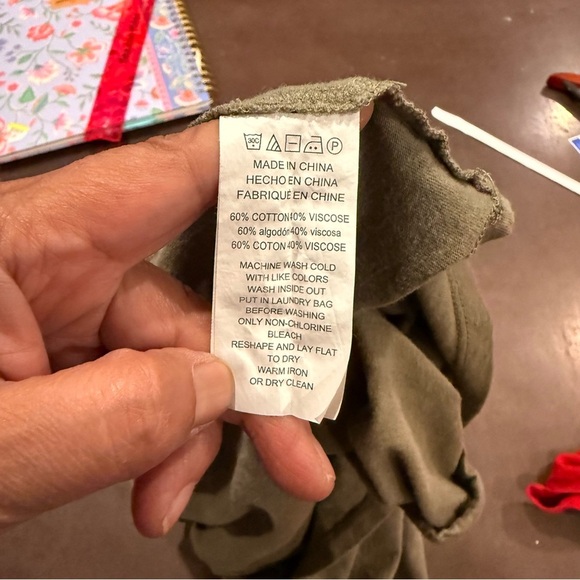 30C P
MADE IN CHINA
HECHO EN CHINA
FABRIQUÉ EN CHINE
60% COTTON 40% VISCOSE
60% algodón 40% viscosa
60% COTON 40% VISCOSE
MACHINE WASH COLD
WITH LIKE COLORS
WASH INSIDE OUT
PUT IN LAUNDRY BAG
BEFORE WASHING
ONLY NON-CHLORINE
BLEACH
RESHAPE AND LAY FLAT
TO DRY
WARM IRON
OR DRY CLEAN